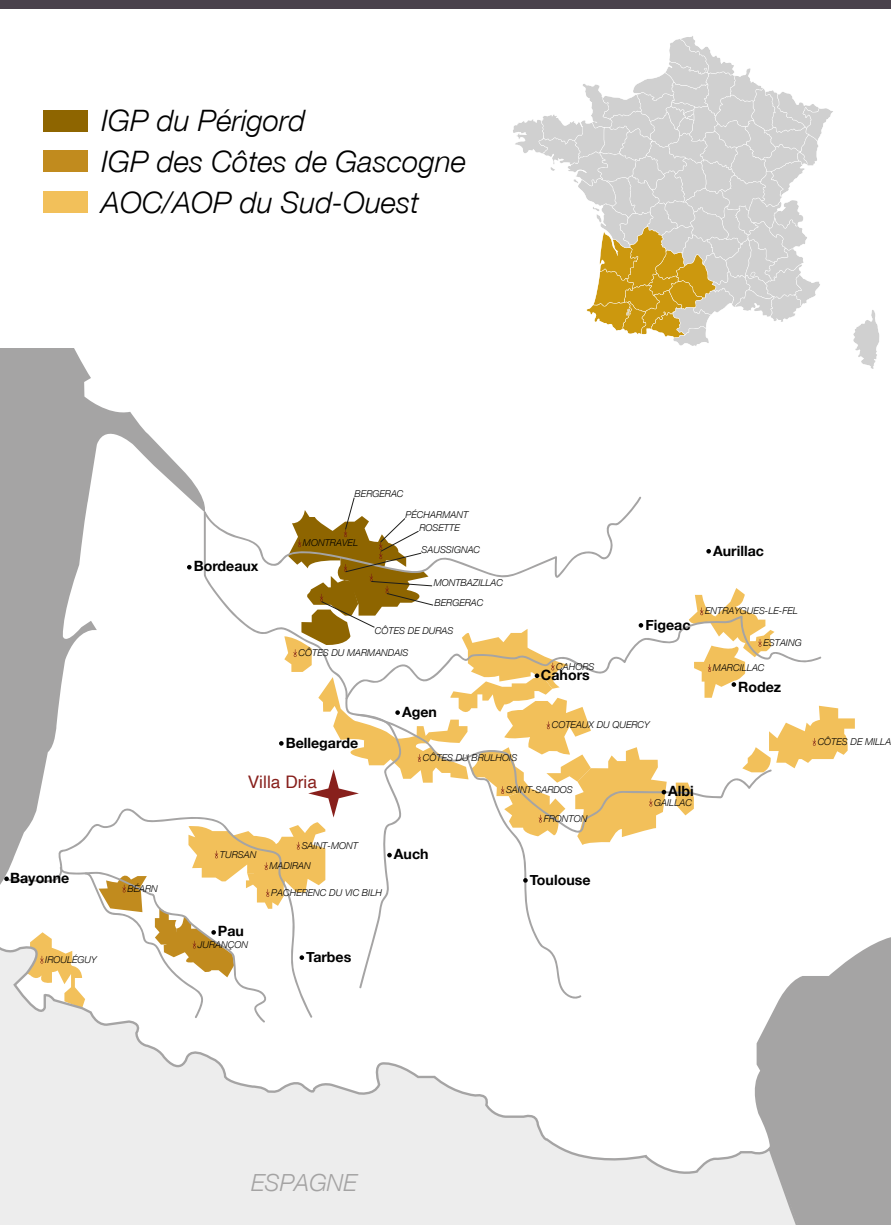 IGP du Périgord
IGP des Côtes de Gascogne
AOC/AOP du Sud-Ouest
BERGERAC
PÉCHARMANT
ROSETTE
MONTRAVEL
SAUSSIGNAC
Aurillac
Bordeaux
MONTBAZILLAC
BERGERAC
ENTRAYGUES-LE-FEL
Figeac
CÔTES DE DURAS
ESTAING
CÔTES DU MARMANDAIS
CAHORS
MARCILLAC
Cahors
Rodez
Agen
COTEAUX DU QUERCY
Bellegarde
CÔTES DE MILLA
CÔTES DU BRULHOIS
Villa Dria
SAINT-SARDOS
Albi
GAILLAC
FRONTON
SAINT-MONT
TURSAN
Auch
MADIRAN
Bayonne
Toulouse
BÉARN
PACHERENC DU VIC BILH
Pau
JURANÇON
IROULÉGUY
Tarbes
ESPAGNE